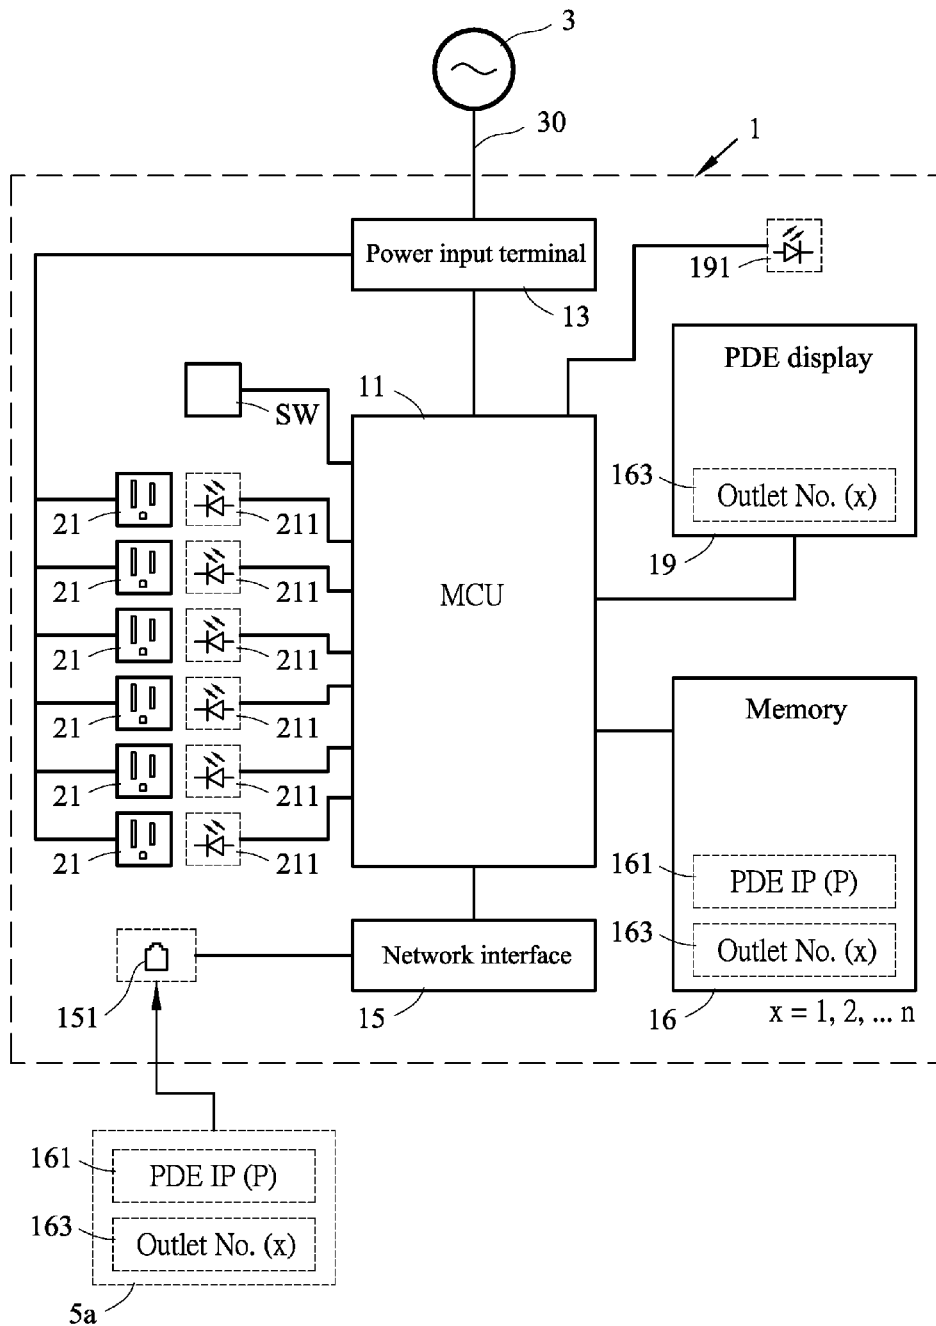 3
30
1
Power input terminal
191
13
PDE display
11
SW
163
Outlet No. (x)
21
211
19
21
211
MCU
21
211
Memory
21
211
21
211
161
PDE IP (P)
21
211
163
Outlet No. (x)
Network interface
151
15
16
x = 1, 2, ... n
161
PDE IP (P)
163
Outlet No. (x)
5a